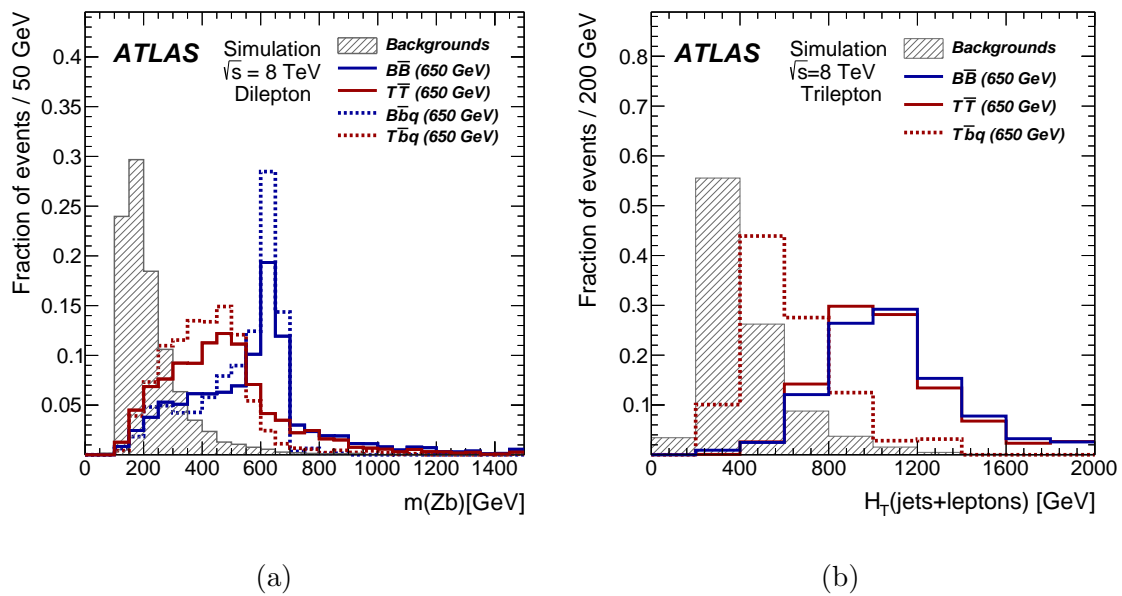 ATLAS
Simulation
√s = 8 TeV
Dilepton
Backgrounds
BB̅ (650 GeV)
TT̅ (650 GeV)
Bb̅q (650 GeV)
Tb̅q (650 GeV)
Fraction of events / 50 GeV
0.4
0.35
0.3
0.25
0.2
0.15
0.1
0.05
0 200 400 600 800 1000 1200 1400
m(Zb)[GeV]
(a)
ATLAS
Simulation
√s=8 TeV
Trilepton
Backgrounds
BB̅ (650 GeV)
TT̅ (650 GeV)
Tb̅q (650 GeV)
Fraction of events / 200 GeV
0.8
0.7
0.6
0.5
0.4
0.3
0.2
0.1
0 400 800 1200 1600 2000
H_T(jets+leptons) [GeV]
(b)